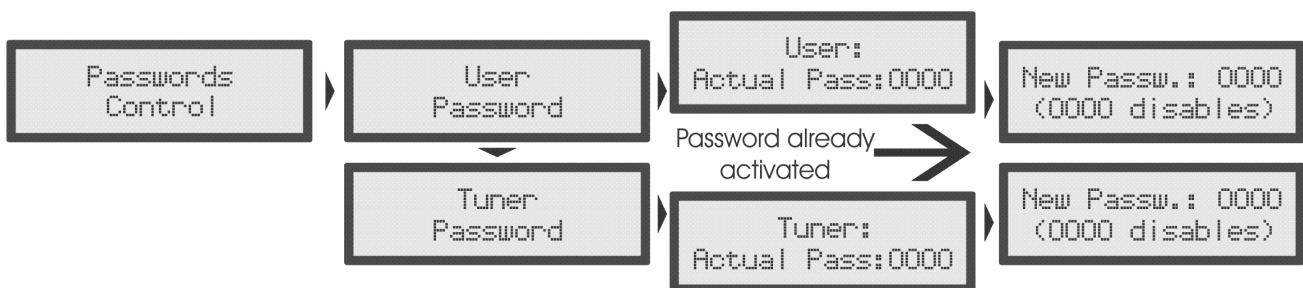 Passwords
Control
User
Password
User:
Actual Pass:0000
New Passw.: 0000
(0000 disables)
Password already
activated
Tuner
Password
Tuner:
Actual Pass:0000
New Passw.: 0000
(0000 disables)